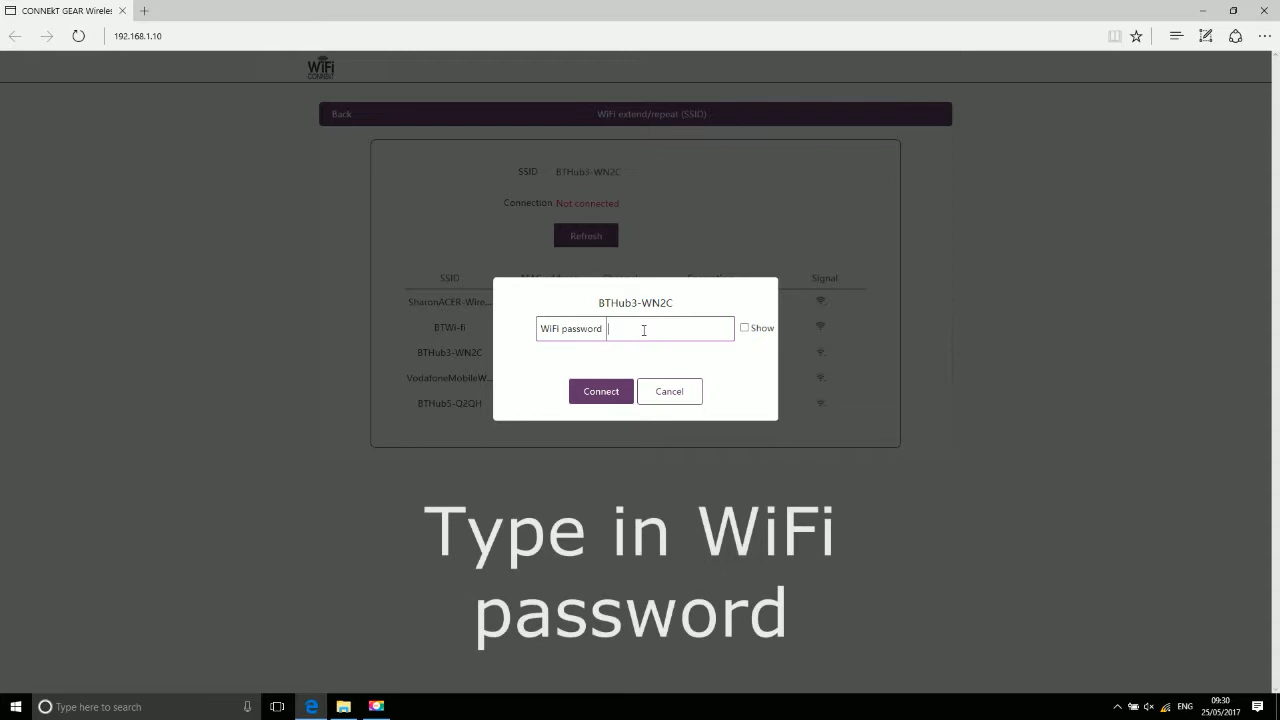 CONNEkT GEAR Wireles
192.168.1.10
WiFi
CONNEkT
Back
WiFi extend/repeat (SSID)
SSID BTHub3-WN2C
Connection Not connected
Refresh
SSID Signal
SharonACER-Wire...
BTWi-fi
BTHub3-WN2C
VodafoneMobileW...
BTHub5-Q2QH
BTHub3-WN2C
WiFi password
Show
Connect Cancel
Type in WiFi
password
Type here to search
ENG
09:30
25/05/2017